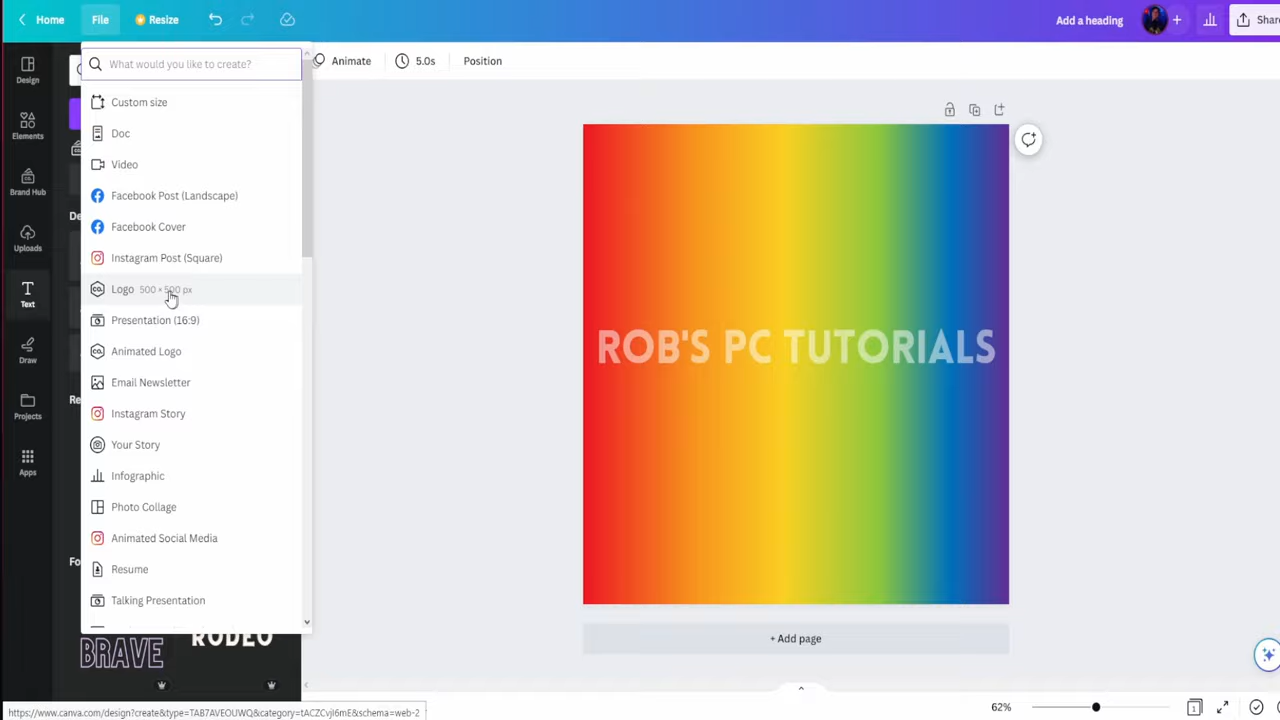 Home
File
Resize
Add a heading
Share
What would you like to create?
Animate
5.0s
Position
Design
Elements
Brand Hub
Uploads
Text
Draw
Projects
Apps
Custom size
Doc
Video
Facebook Post (Landscape)
Facebook Cover
Instagram Post (Square)
Logo 500 × 500 px
Presentation (16:9)
Animated Logo
Email Newsletter
Instagram Story
Your Story
Infographic
Photo Collage
Animated Social Media
Resume
Talking Presentation
ROB'S PC TUTORIALS
RODEO
BRAVE
+ Add page
https://www.canva.com/design?create&type=TAB7AVEOUWQ&category=tACZCvjI6mE&schema=web-2
62%
1